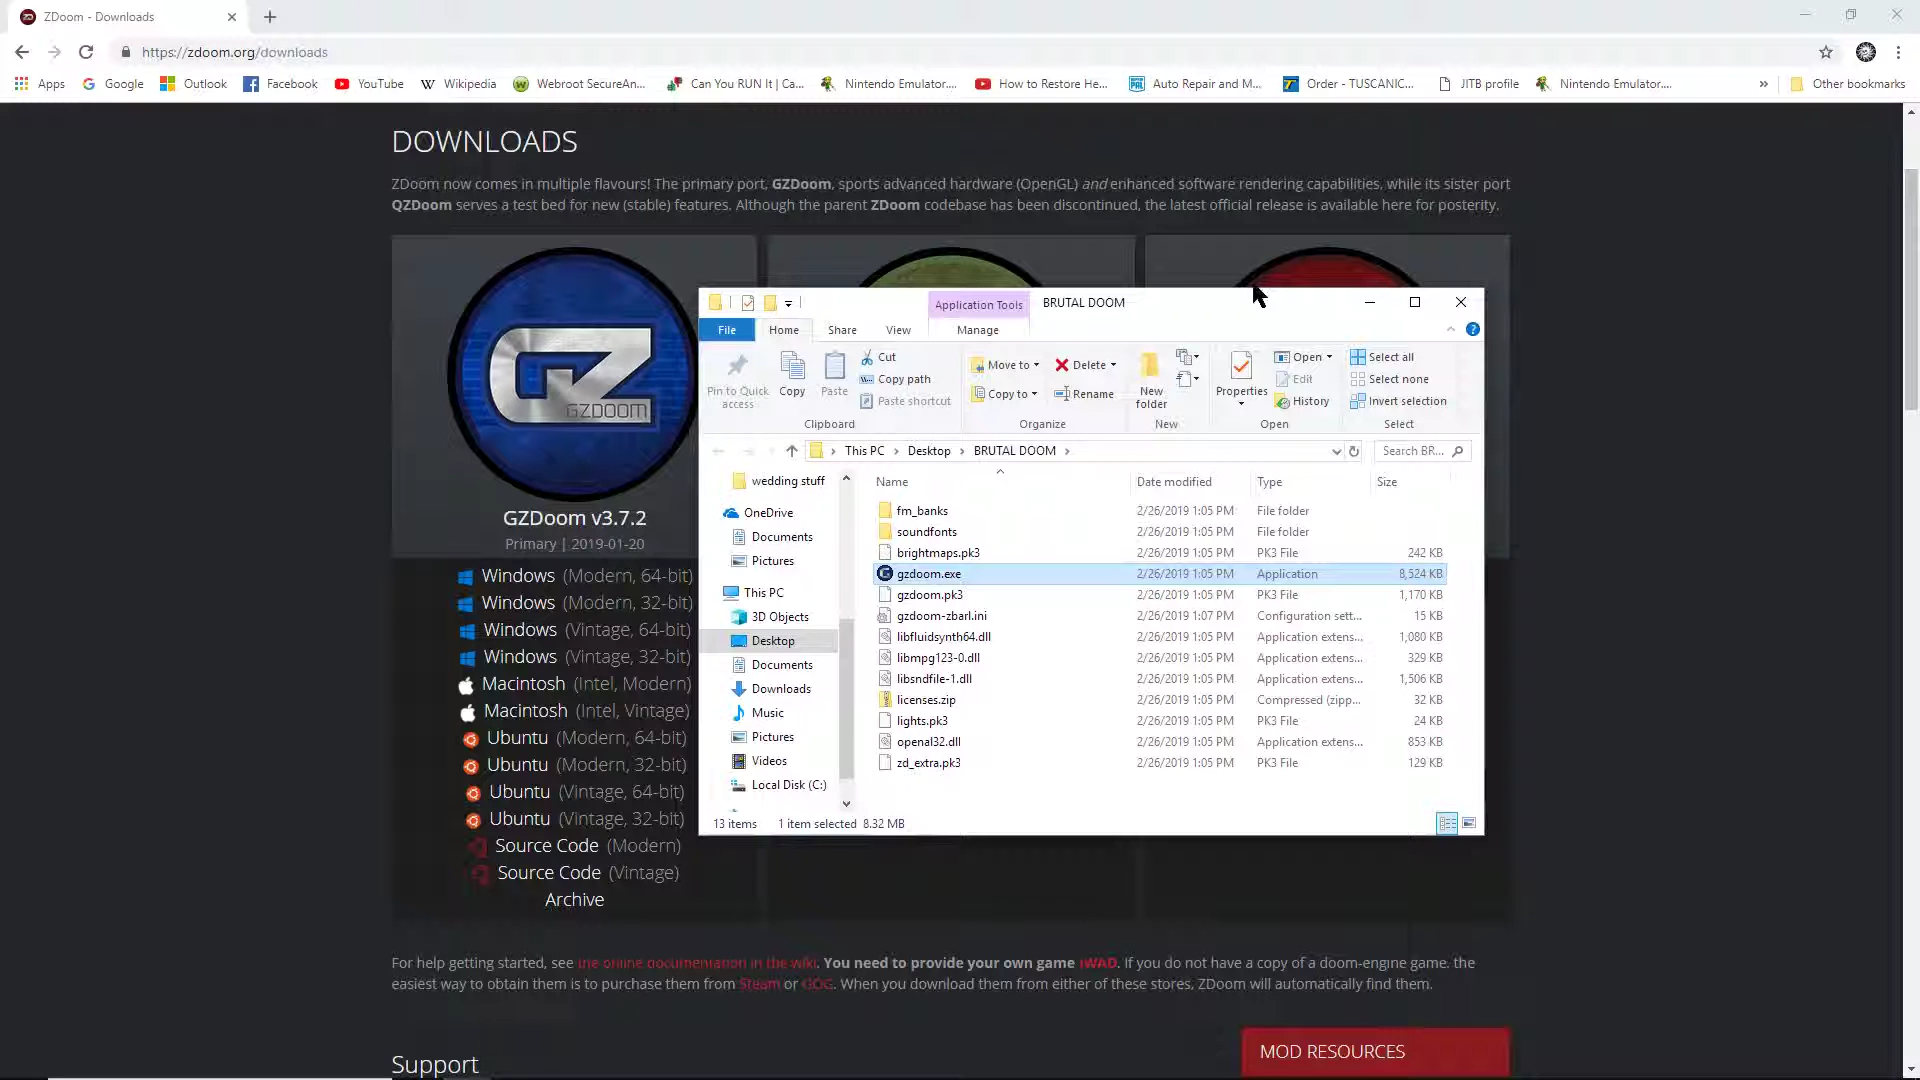 ZDoom - Downloads
https://zdoom.org/downloads
Apps Google Outlook Facebook YouTube Wikipedia Webroot SecureAn... Can You RUN It | Ca... Nintendo Emulator.... How to Restore He... Auto Repair and M... Order - TUSCANIC... JITB profile Nintendo Emulator.... » Other bookmarks
DOWNLOADS
ZDoom now comes in multiple flavours! The primary port, GZDoom, sports advanced hardware (OpenGL) and enhanced software rendering capabilities, while its sister port
QZDoom serves a test bed for new (stable) features. Although the parent ZDoom codebase has been discontinued, the latest official release is available here for posterity.
GZ
GZDOOM
GZDoom v3.7.2
Primary | 2019-01-20
Windows (Modern, 64-bit)
Windows (Modern, 32-bit)
Windows (Vintage, 64-bit)
Windows (Vintage, 32-bit)
Macintosh (Intel, Modern)
Macintosh (Intel, Vintage)
Ubuntu (Modern, 64-bit)
Ubuntu (Modern, 32-bit)
Ubuntu (Vintage, 64-bit)
Ubuntu (Vintage, 32-bit)
Source Code (Modern)
Source Code (Vintage)
Archive
Application Tools BRUTAL DOOM
File Home Share View Manage
Pin to Quick access
Copy
Paste
Cut
Copy path
Paste shortcut
Clipboard
Move to
Copy to
Delete
Rename
Organize
New folder
New
Properties
Open
Edit
History
Open
Select all
Select none
Invert selection
Select
This PC > Desktop > BRUTAL DOOM >
Search BR...
wedding stuff
OneDrive
Documents
Pictures
This PC
3D Objects
Desktop
Documents
Downloads
Music
Pictures
Videos
Local Disk (C:)
Name Date modified Type Size
fm_banks 2/26/2019 1:05 PM File folder
soundfonts 2/26/2019 1:05 PM File folder
brightmaps.pk3 2/26/2019 1:05 PM PK3 File 242 KB
gzdoom.exe 2/26/2019 1:05 PM Application 8,524 KB
gzdoom.pk3 2/26/2019 1:05 PM PK3 File 1,170 KB
gzdoom-zbarl.ini 2/26/2019 1:07 PM Configuration sett... 15 KB
libfluidsynth64.dll 2/26/2019 1:05 PM Application extens... 1,080 KB
libmpg123-0.dll 2/26/2019 1:05 PM Application extens... 329 KB
libsndfile-1.dll 2/26/2019 1:05 PM Application extens... 1,506 KB
licenses.zip 2/26/2019 1:05 PM Compressed (zipp... 32 KB
lights.pk3 2/26/2019 1:05 PM PK3 File 24 KB
openal32.dll 2/26/2019 1:05 PM Application extens... 853 KB
zd_extra.pk3 2/26/2019 1:05 PM PK3 File 129 KB
13 items 1 item selected 8.32 MB
For help getting started, see the online documentation in the wiki. You need to provide your own game IWAD. If you do not have a copy of a doom-engine game, the
easiest way to obtain them is to purchase them from Steam or GOG. When you download them from either of these stores, ZDoom will automatically find them.
Support
MOD RESOURCES